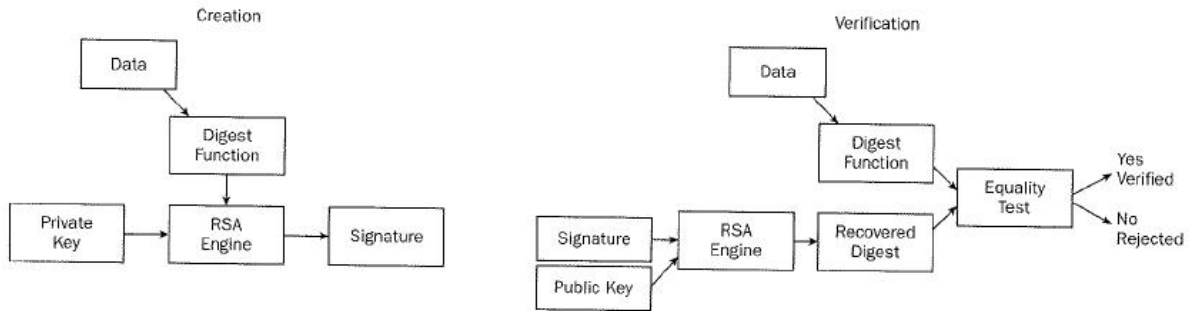 Creation
Data
Digest
Function
Private
Key
RSA
Engine
Signature
Verification
Data
Digest
Function
Equality
Test
Yes
Verified
No
Rejected
Signature
RSA
Engine
Recovered
Digest
Public Key